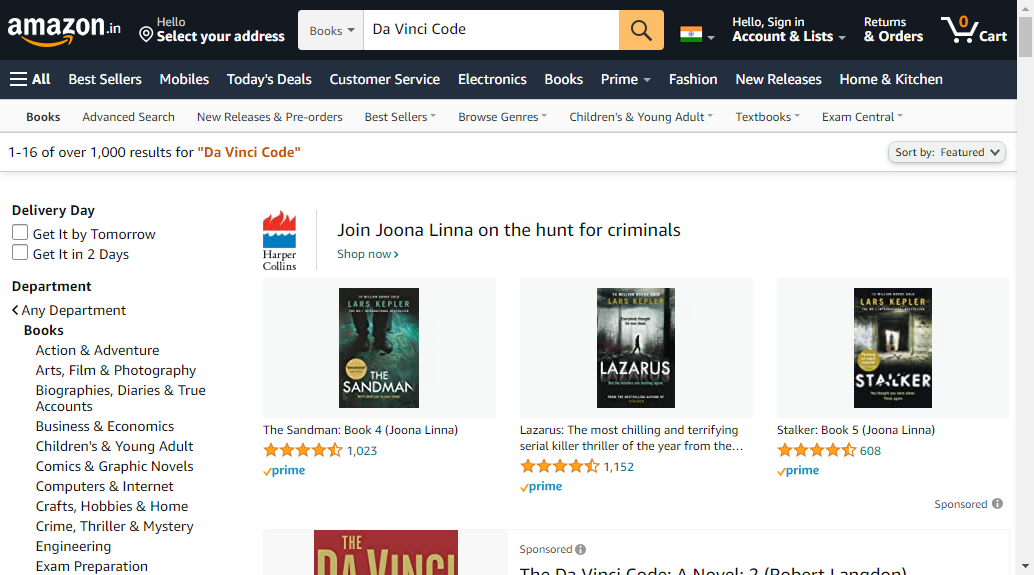 amazon.in
Hello
Select your address
Books
Da Vinci Code
Hello, Sign in
Account & Lists
Returns
& Orders
0
Cart
All
Best Sellers
Mobiles
Today's Deals
Customer Service
Electronics
Books
Prime
Fashion
New Releases
Home & Kitchen
Books
Advanced Search
New Releases & Pre-orders
Best Sellers
Browse Genres
Children's & Young Adult
Textbooks
Exam Central
1-16 of over 1,000 results for "Da Vinci Code"
Sort by: Featured
Delivery Day
Get It by Tomorrow
Get It in 2 Days
Department
Any Department
Books
Action & Adventure
Arts, Film & Photography
Biographies, Diaries & True
Accounts
Business & Economics
Children's & Young Adult
Comics & Graphic Novels
Computers & Internet
Crafts, Hobbies & Home
Crime, Thriller & Mystery
Engineering
Exam Preparation
Harper
Collins
Join Joona Linna on the hunt for criminals
Shop now
LARS KEPLER
THE
SANDMAN
The Sandman: Book 4 (Joona Linna)
1,023
prime
LARS KEPLER
LAZARUS
Lazarus: The most chilling and terrifying
serial killer thriller of the year from the…
1,152
prime
LARS KEPLER
STALKER
Stalker: Book 5 (Joona Linna)
608
prime
Sponsored
THE
DA VINCI
Sponsored
The Da Vinci Code: A Novel: 2 (Robert Langdon)